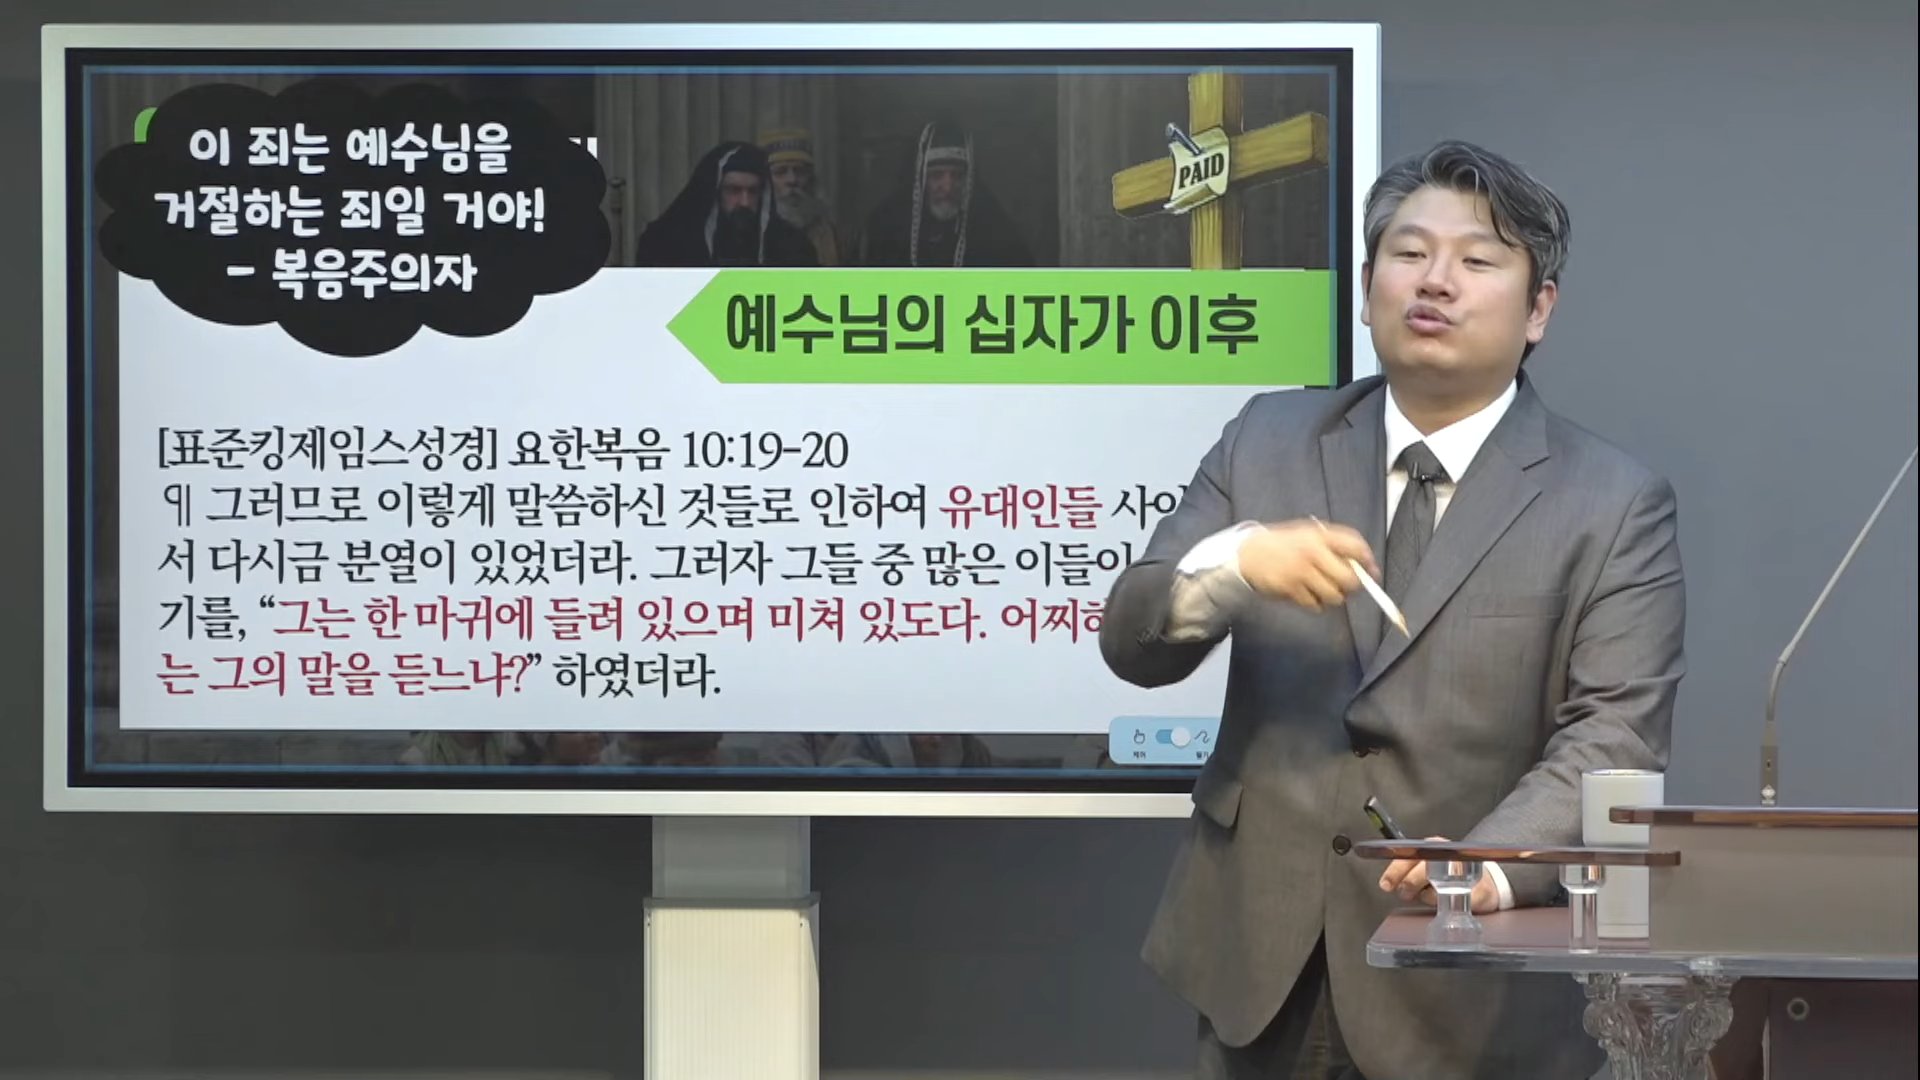 이 죄는 예수님을
거절하는 죄일 거야!
- 복음주의자
PAID
예수님의 십자가 이후
[표준킹제임스성경] 요한복음 10:19-20
¶ 그러므로 이렇게 말씀하신 것들로 인하여 유대인들
서 다시금 분열이 있었더라. 그러자 그들 중 많은 이들이
기를, “그는 한 마귀에 들려 있으며 미쳐 있도다.
는 그의 말을 듣느냐?” 하였더라.
제어